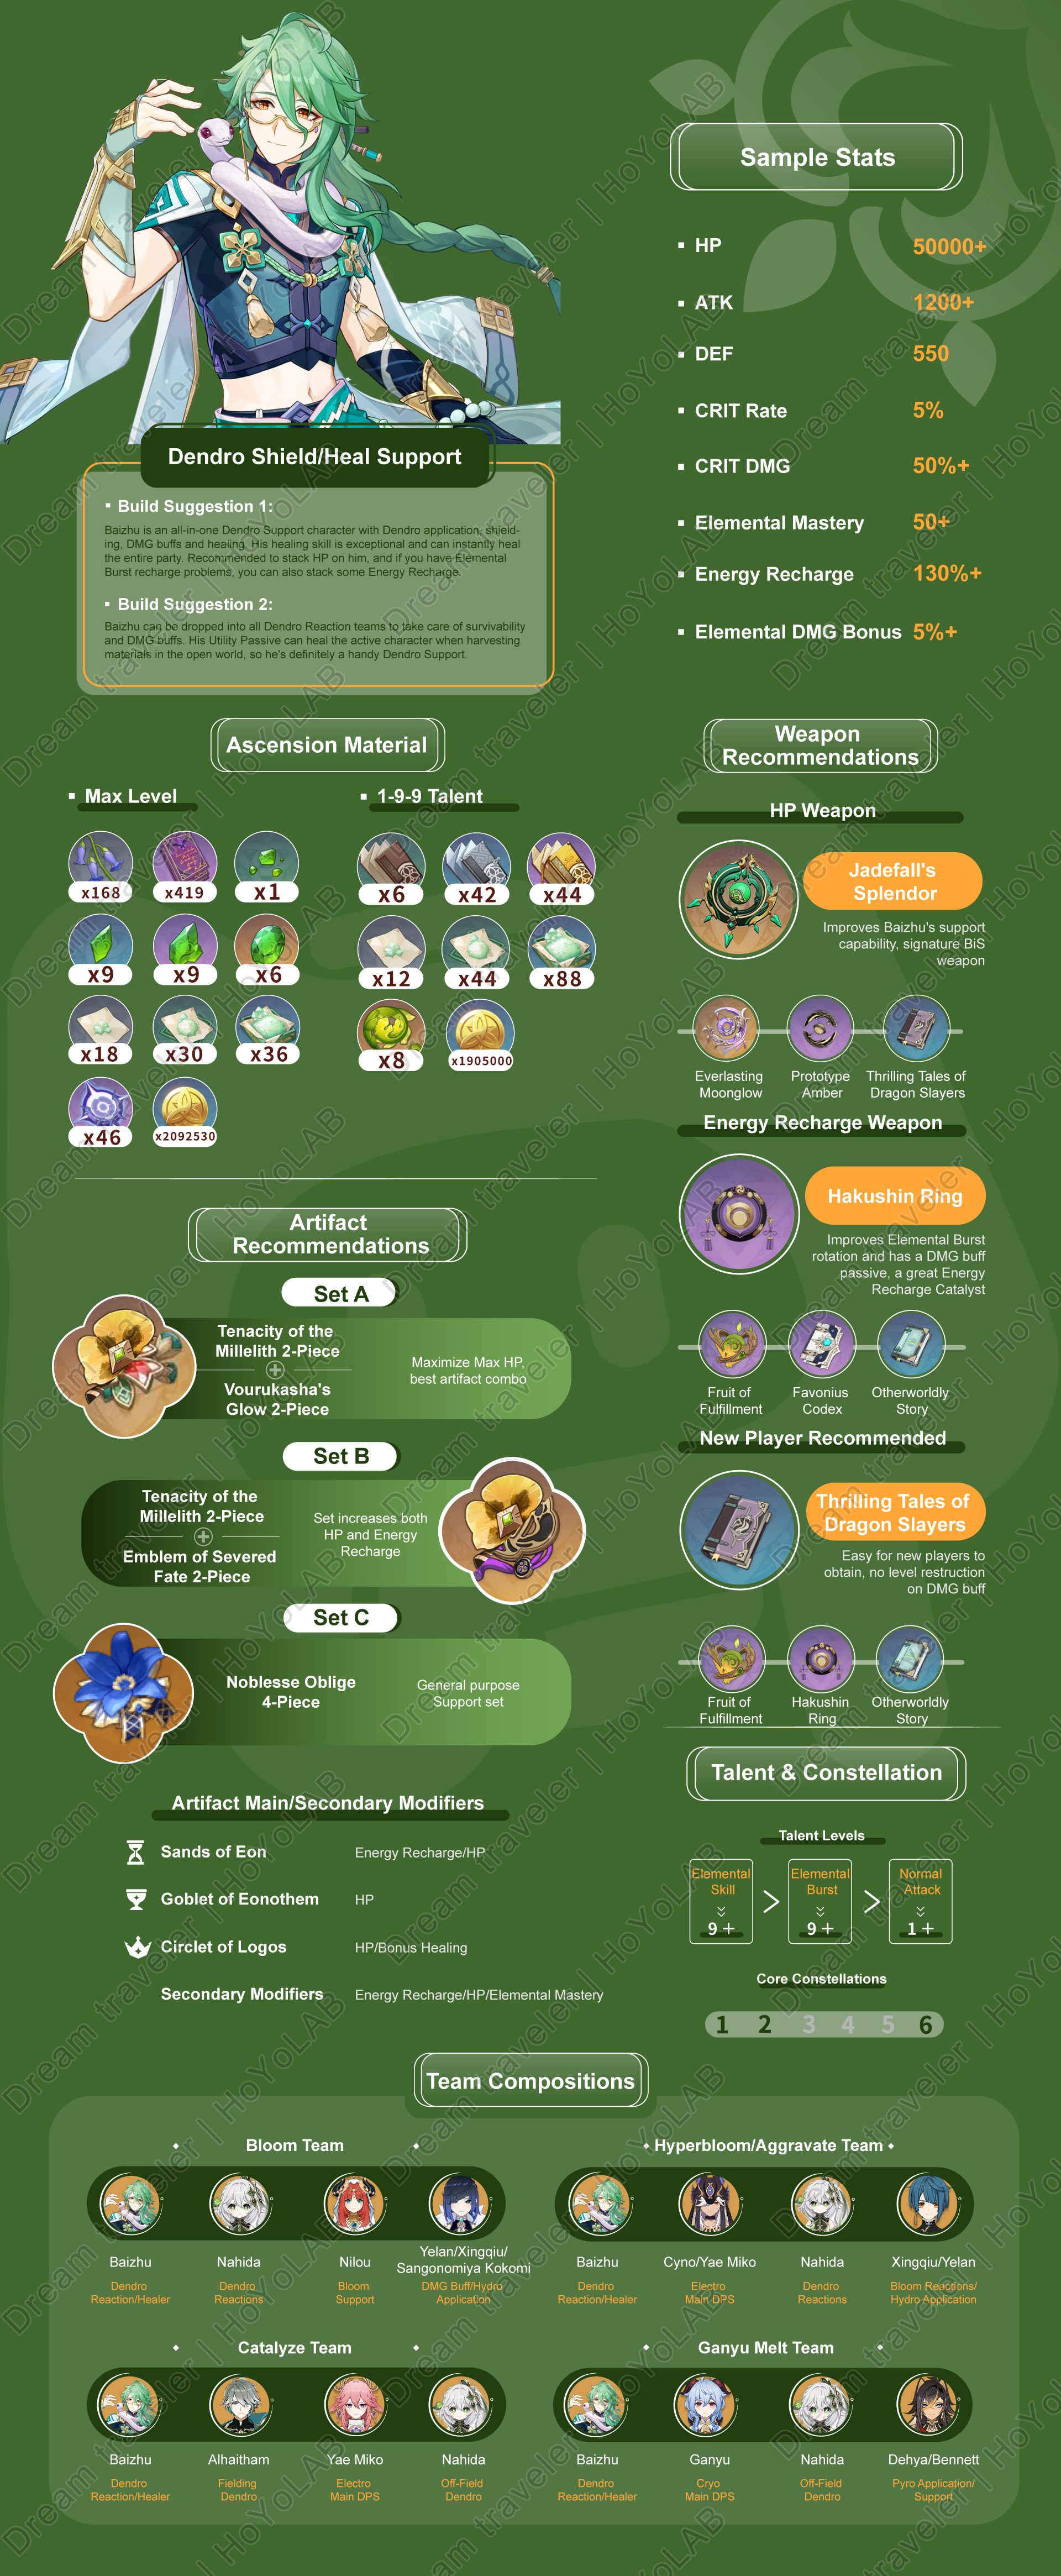 Sample Stats
HP 50000+
ATK 1200+
DEF 550
CRIT Rate 5%
CRIT DMG 50%+
Elemental Mastery 50+
Energy Recharge 130%+
Elemental DMG Bonus 5%+
Dendro Shield/Heal Support
Build Suggestion 1:
Baizhu is an all-in-one Dendro Support character with Dendro application, shield-
ing, DMG buffs and healing. His healing skill is exceptional and can instantly heal
the entire party. Recommended to stack HP on him, and if you have Elemental
Burst recharge problems, you can also stack some Energy Recharge.
Build Suggestion 2:
Baizhu can be dropped into all Dendro Reaction teams to take care of survivability
and DMG buffs. His Utility Passive can heal the active character when harvesting
materials in the open world, so he's definitely a handy Dendro Support.
Ascension Material
Max Level
x168 x419 x1
x9 x9 x6
x18 x30 x36
x46 x2092530
1-9-9 Talent
x6 x42 x44
x12 x44 x88
x8 x1905000
Weapon
Recommendations
HP Weapon
Jadefall's
Splendor
Improves Baizhu's support
capability, signature BiS
weapon
Everlasting
Moonglow
Prototype
Amber
Thrilling Tales of
Dragon Slayers
Energy Recharge Weapon
Hakushin Ring
Improves Elemental Burst
rotation and has a DMG buff
passive, a great Energy
Recharge Catalyst
Fruit of
Fulfillment
Favonius
Codex
Otherworldly
Story
New Player Recommended
Thrilling Tales of
Dragon Slayers
Easy for new players to
obtain, no level restruction
on DMG buff
Fruit of
Fulfillment
Hakushin
Ring
Otherworldly
Story
Artifact
Recommendations
Set A
Tenacity of the
Millelith 2-Piece
Vourukasha's
Glow 2-Piece
Maximize Max HP,
best artifact combo
Set B
Tenacity of the
Millelith 2-Piece
Emblem of Severed
Fate 2-Piece
Set increases both
HP and Energy
Recharge
Set C
Noblesse Oblige
4-Piece
General purpose
Support set
Artifact Main/Secondary Modifiers
Sands of Eon Energy Recharge/HP
Goblet of Eonothem HP
Circlet of Logos HP/Bonus Healing
Secondary Modifiers Energy Recharge/HP/Elemental Mastery
Talent & Constellation
Talent Levels
Elemental
Skill
9+
>
Elemental
Burst
9+
>
Normal
Attack
1+
Core Constellations
1 2 3 4 5 6
Team Compositions
Bloom Team
Baizhu
Dendro
Reaction/Healer
Nahida
Dendro
Reactions
Nilou
Bloom
Support
Yelan/Xingqiu/
Sangonomiya Kokomi
DMG Buff/Hydro
Application
Hyperbloom/Aggravate Team
Baizhu
Dendro
Reaction/Healer
Cyno/Yae Miko
Electro
Main DPS
Nahida
Dendro
Reactions
Xingqiu/Yelan
Bloom Reactions/
Hydro Application
Catalyze Team
Baizhu
Dendro
Reaction/Healer
Alhaitham
Fielding
Dendro
Yae Miko
Electro
Main DPS
Nahida
Off-Field
Dendro
Ganyu Melt Team
Baizhu
Dendro
Reaction/Healer
Ganyu
Cryo
Main DPS
Nahida
Off-Field
Dendro
Dehya/Bennett
Pyro Application/
Support
Dream traveler | HoYoLAB